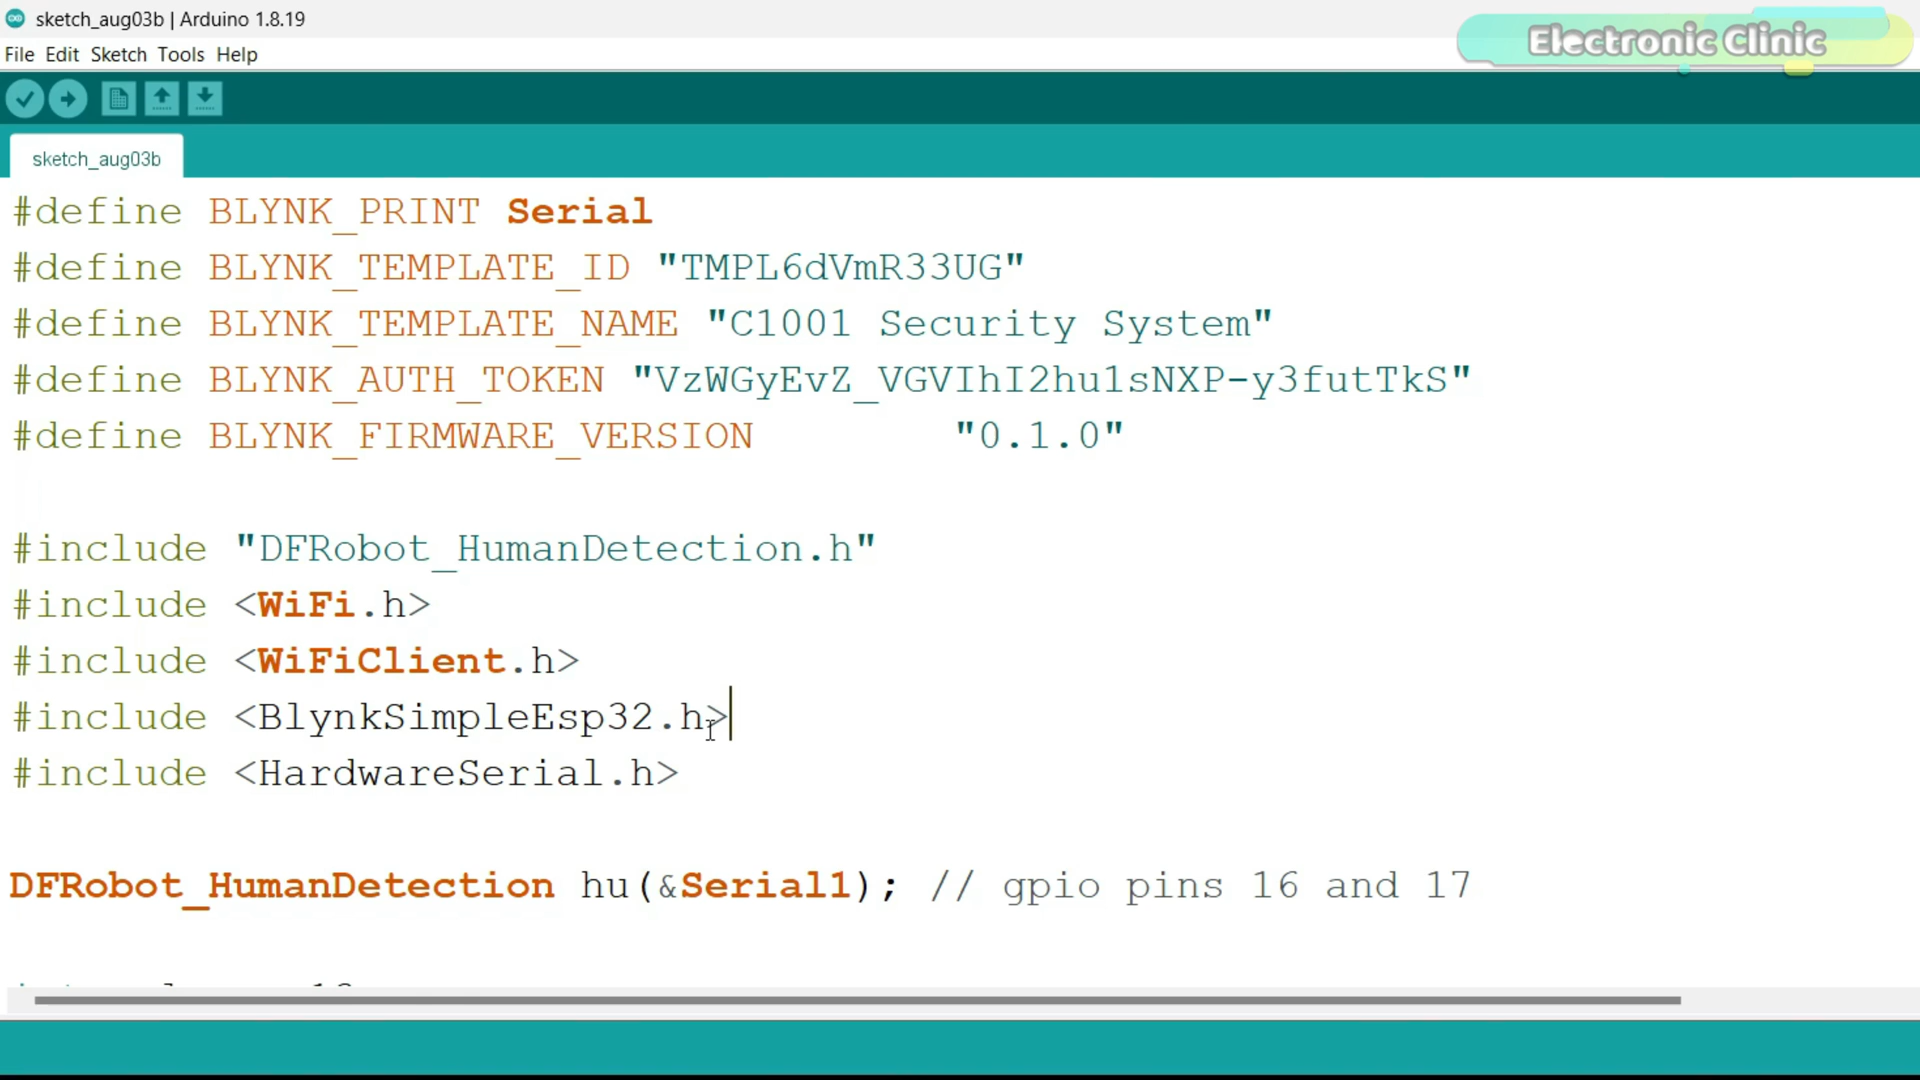 sketch_aug03b | Arduino 1.8.19
Electronic Clinic
File Edit Sketch Tools Help
sketch_aug03b
#define BLYNK_PRINT Serial
#define BLYNK_TEMPLATE_ID "TMPL6dVmR33UG"
#define BLYNK_TEMPLATE_NAME "C1001 Security System"
#define BLYNK_AUTH_TOKEN "VzWGyEvZ_VGVIhI2hu1sNXP-y3futTkS"
#define BLYNK_FIRMWARE_VERSION "0.1.0"
#include "DFRobot_HumanDetection.h"
#include <WiFi.h>
#include <WiFiClient.h>
#include <BlynkSimpleEsp32.h>
#include <HardwareSerial.h>
DFRobot_HumanDetection hu(&Serial1); // gpio pins 16 and 17